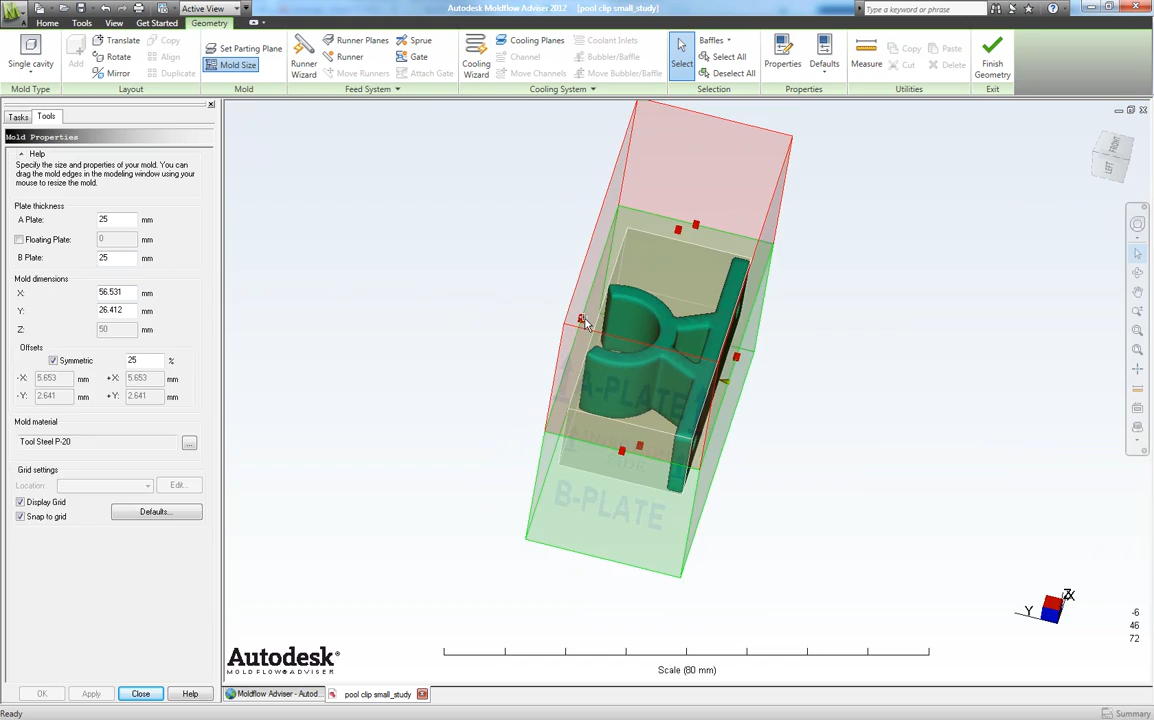 Active View
Autodesk Moldflow Adviser 2012 [pool clip small_study]
Type a keyword or phrase
Home Tools View Get Started Geometry
Single cavity
Mold Type
Add
Translate
Rotate
Mirror
Copy
Align
Duplicate
Layout
Set Parting Plane
Mold Size
Mold
Runner Wizard
Runner Planes
Runner
Move Runners
Sprue
Gate
Attach Gate
Feed System
Cooling Wizard
Cooling Planes
Channel
Move Channels
Coolant Inlets
Bubbler/Baffle
Move Bubbler/Baffle
Cooling System
Select
Baffles
Select All
Deselect All
Selection
Properties
Defaults
Properties
Measure
Copy
Cut
Paste
Delete
Utilities
Finish Geometry
Exit
Tasks Tools
Mold Properties
Help
Specify the size and properties of your mold. You can
drag the mold edges in the modeling window using your
mouse to resize the mold.
Plate thickness
A Plate: 25 mm
Floating Plate: 0 mm
B Plate: 25 mm
Mold dimensions
X: 56.531 mm
Y: 26.412 mm
Z: 50 mm
Offsets
Symmetric 25 %
-X: 5.653 mm +X: 5.653 mm
-Y: 2.641 mm +Y: 2.641 mm
Mold material
Tool Steel P-20 ...
Grid settings
Location: Edit...
Display Grid
Snap to grid
Defaults...
OK Apply Close Help
FRONT
LEFT
A-PLATE
SIDE
B-PLATE
Y
Z
X
-6
46
72
Autodesk®
MOLDFLOW®ADVISER
Scale (80 mm)
Moldflow Adviser - Autod...
pool clip small_study
Ready
Summary